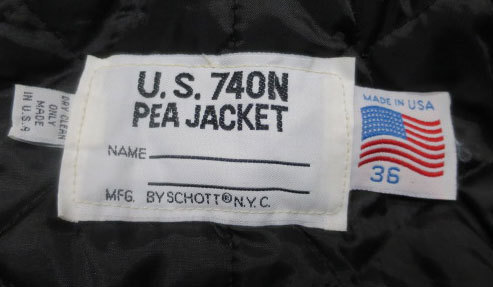 U.S. 740N
PEA JACKET
NAME
MFG. BY SCHOTT® N.Y.C.
DRY CLEAN
ONLY
MADE
IN U.S.A
MADE IN USA
36